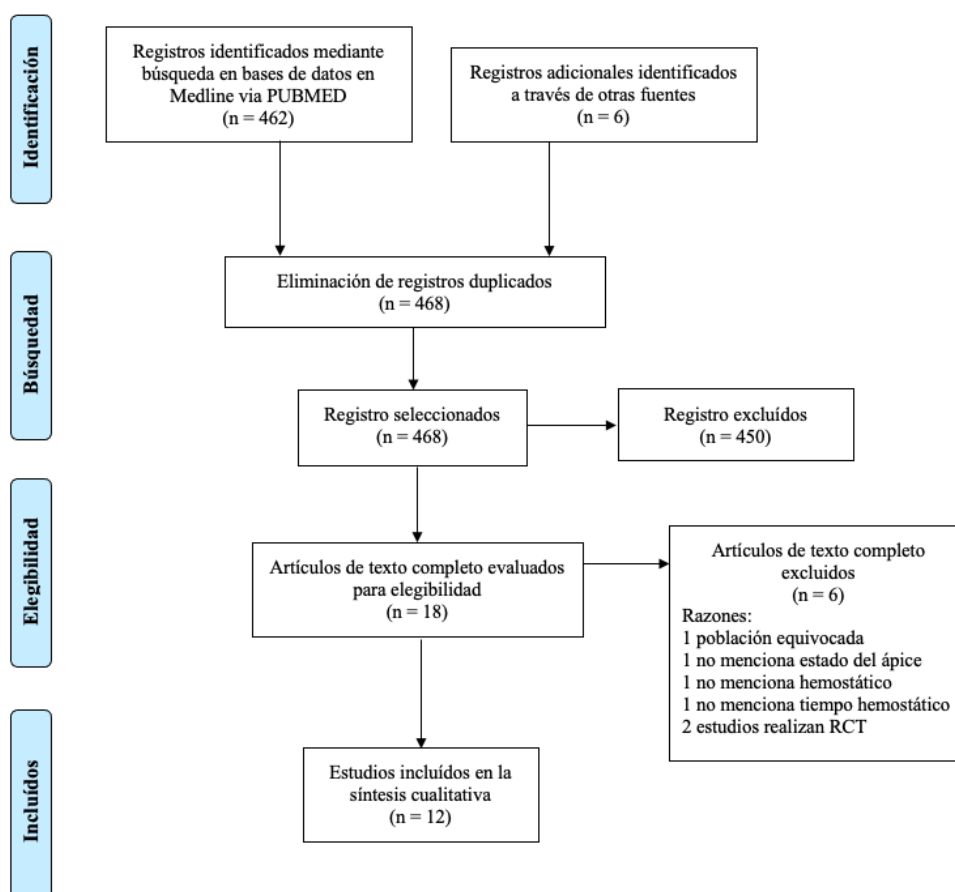 Identificación
Registros identificados mediante
búsqueda en bases de datos en
Medline via PUBMED
(n = 462)
Registros adicionales identificados
a través de otras fuentes
(n = 6)
Búsquedad
Eliminación de registros duplicados
(n = 468)
Registro seleccionados
(n = 468)
Registro excluídos
(n = 450)
Elegibilidad
Artículos de texto completo evaluados
para elegibilidad
(n = 18)
Artículos de texto completo
excluidos
(n = 6)
Razones:
1 población equivocada
1 no menciona estado del ápice
1 no menciona hemostático
1 no menciona tiempo hemostático
2 estudios realizan RCT
Incluídos
Estudios incluídos en la
síntesis cualitativa
(n = 12)